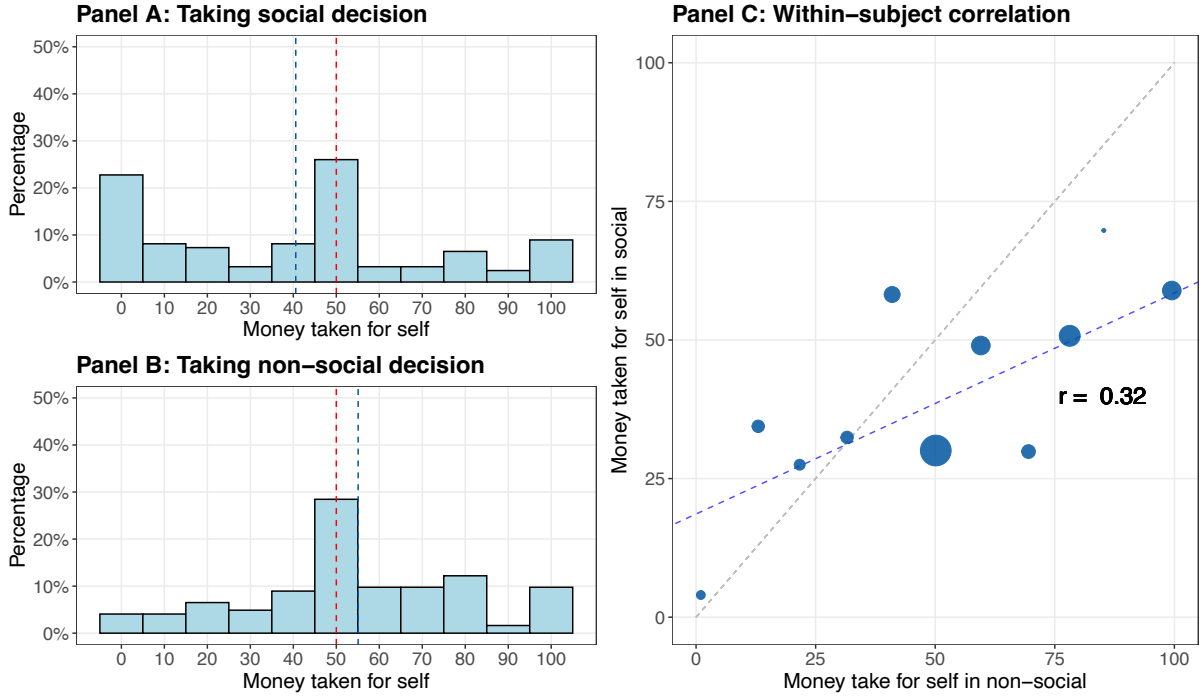 Panel A: Taking social decision
50%
40%
30%
20%
10%
0%
Percentage
0 10 20 30 40 50 60 70 80 90 100
Money taken for self
Panel B: Taking non−social decision
50%
40%
30%
20%
10%
0%
Percentage
0 10 20 30 40 50 60 70 80 90 100
Money taken for self
Panel C: Within−subject correlation
100
75
50
25
0
Money taken for self in social
r = 0.32
0 25 50 75 100
Money take for self in non−social